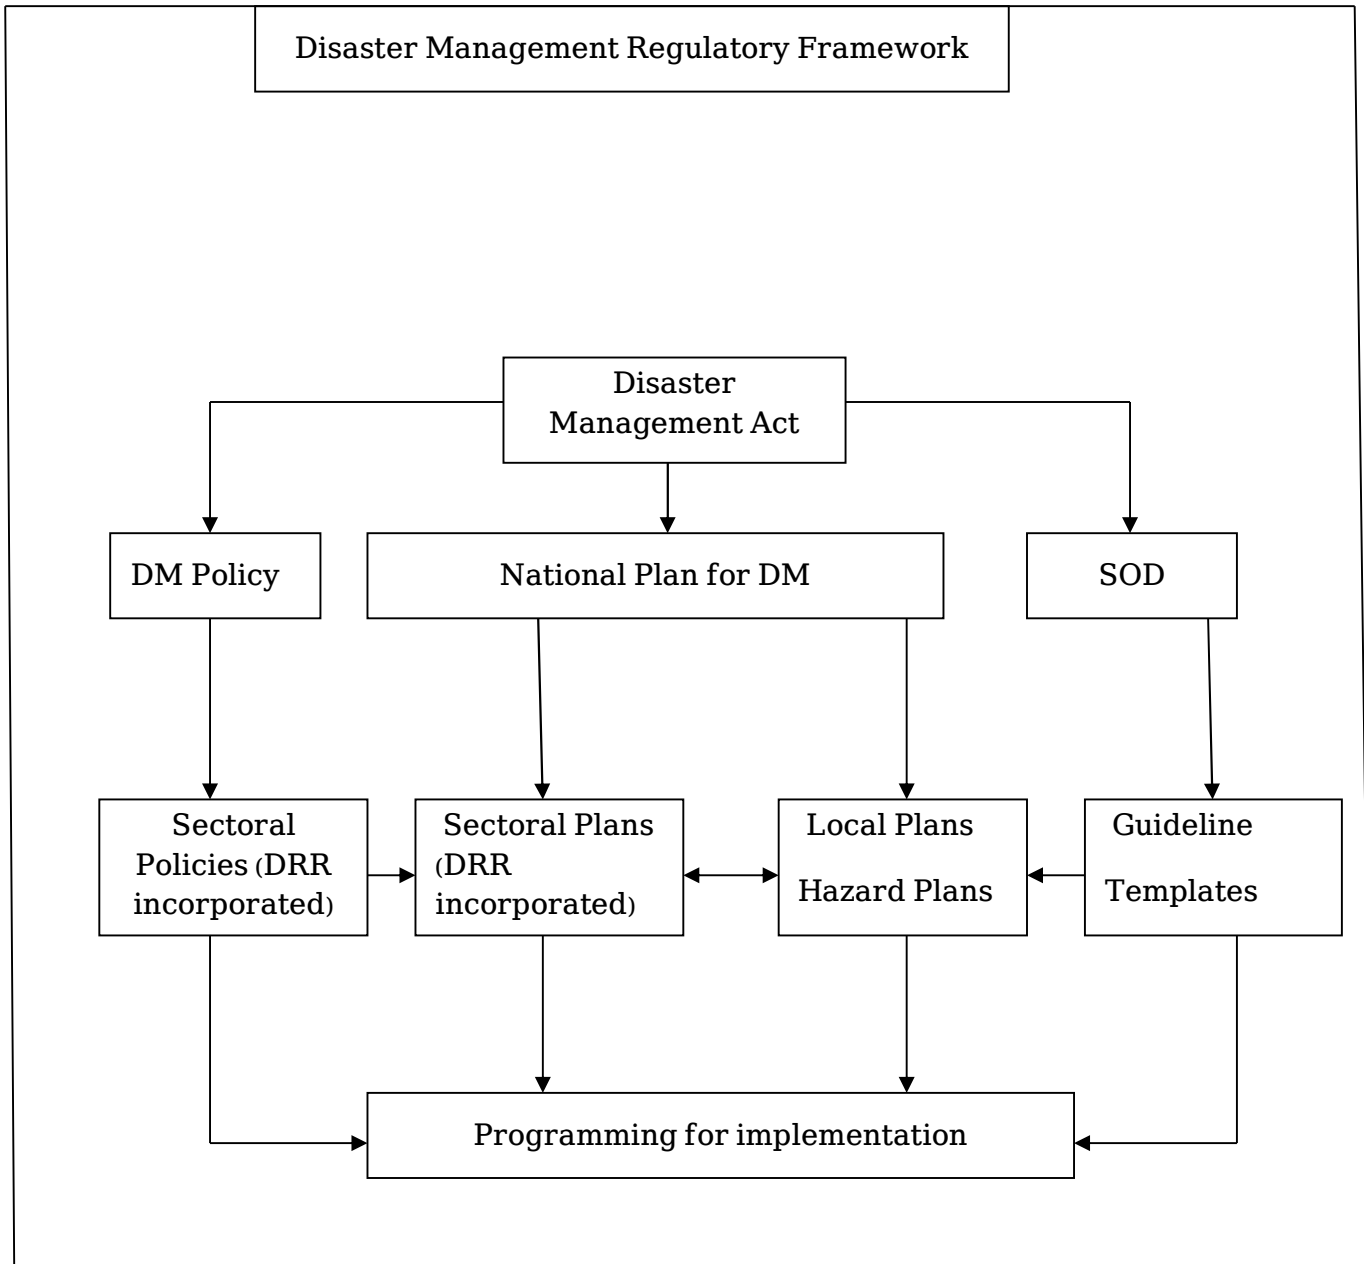 Disaster Management Regulatory Framework
Disaster
Management Act
DM Policy
National Plan for DM
SOD
Sectoral
Policies (DRR
incorporated)
Sectoral Plans
(DRR
incorporated)
Local Plans
Hazard Plans
Guideline
Templates
Programming for implementation